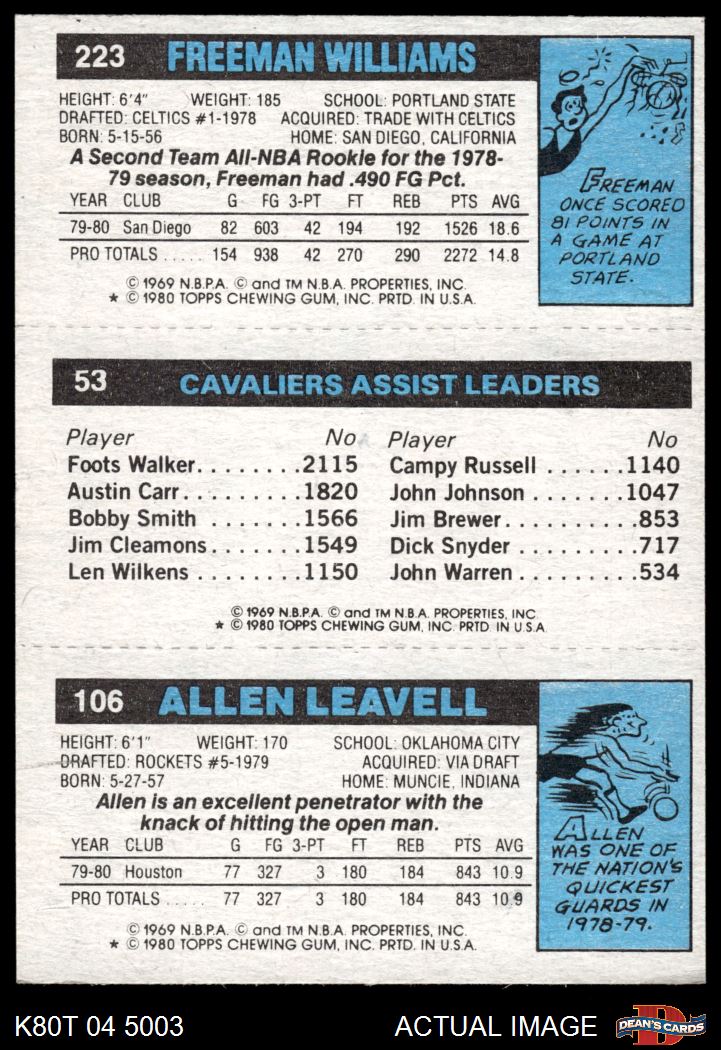 223 FREEMAN WILLIAMS
HEIGHT: 6'4" WEIGHT: 185 SCHOOL: PORTLAND STATE
DRAFTED: CELTICS #1-1978 ACQUIRED: TRADE WITH CELTICS
BORN: 5-15-56 HOME: SAN DIEGO, CALIFORNIA
A Second Team All-NBA Rookie for the 1978-
79 season, Freeman had .490 FG Pct.
YEAR CLUB G FG 3-PT FT REB PTS AVG
79-80 San Diego 82 603 42 194 192 1526 18.6
PRO TOTALS ..... 154 938 42 270 290 2272 14.8
© 1969 N.B.P.A. © and TM N.B.A. PROPERTIES, INC.
★ © 1980 TOPPS CHEWING GUM, INC. PRTD. IN U.S.A.
FREEMAN
ONCE SCORED
81 POINTS IN
A GAME AT
PORTLAND
STATE.
53 CAVALIERS ASSIST LEADERS
Player No Player No
Foots Walker........2115 Campy Russell ......1140
Austin Carr.........1820 John Johnson .......1047
Bobby Smith .......1566 Jim Brewer..........853
Jim Cleamons.......1549 Dick Snyder ........717
Len Wilkens ........1150 John Warren ........534
© 1969 N.B.P.A. © and TM N.B.A. PROPERTIES, INC.
★ © 1980 TOPPS CHEWING GUM, INC. PRTD. IN U.S.A.
106 ALLEN LEAVELL
HEIGHT: 6'1" WEIGHT: 170 SCHOOL: OKLAHOMA CITY
DRAFTED: ROCKETS #5-1979 ACQUIRED: VIA DRAFT
BORN: 5-27-57 HOME: MUNCIE, INDIANA
Allen is an excellent penetrator with the
knack of hitting the open man.
YEAR CLUB G FG 3-PT FT REB PTS AVG
79-80 Houston 77 327 3 180 184 843 10.9
PRO TOTALS ..... 77 327 3 180 184 843 10.9
© 1969 N.B.P.A. © and TM N.B.A. PROPERTIES, INC.
★ © 1980 TOPPS CHEWING GUM, INC. PRTD. IN U.S.A.
ALLEN
WAS ONE OF
THE NATION'S
QUICKEST
GUARDS IN
1978-79.
K80T 04 5003 ACTUAL IMAGE D DEAN'S CARDS